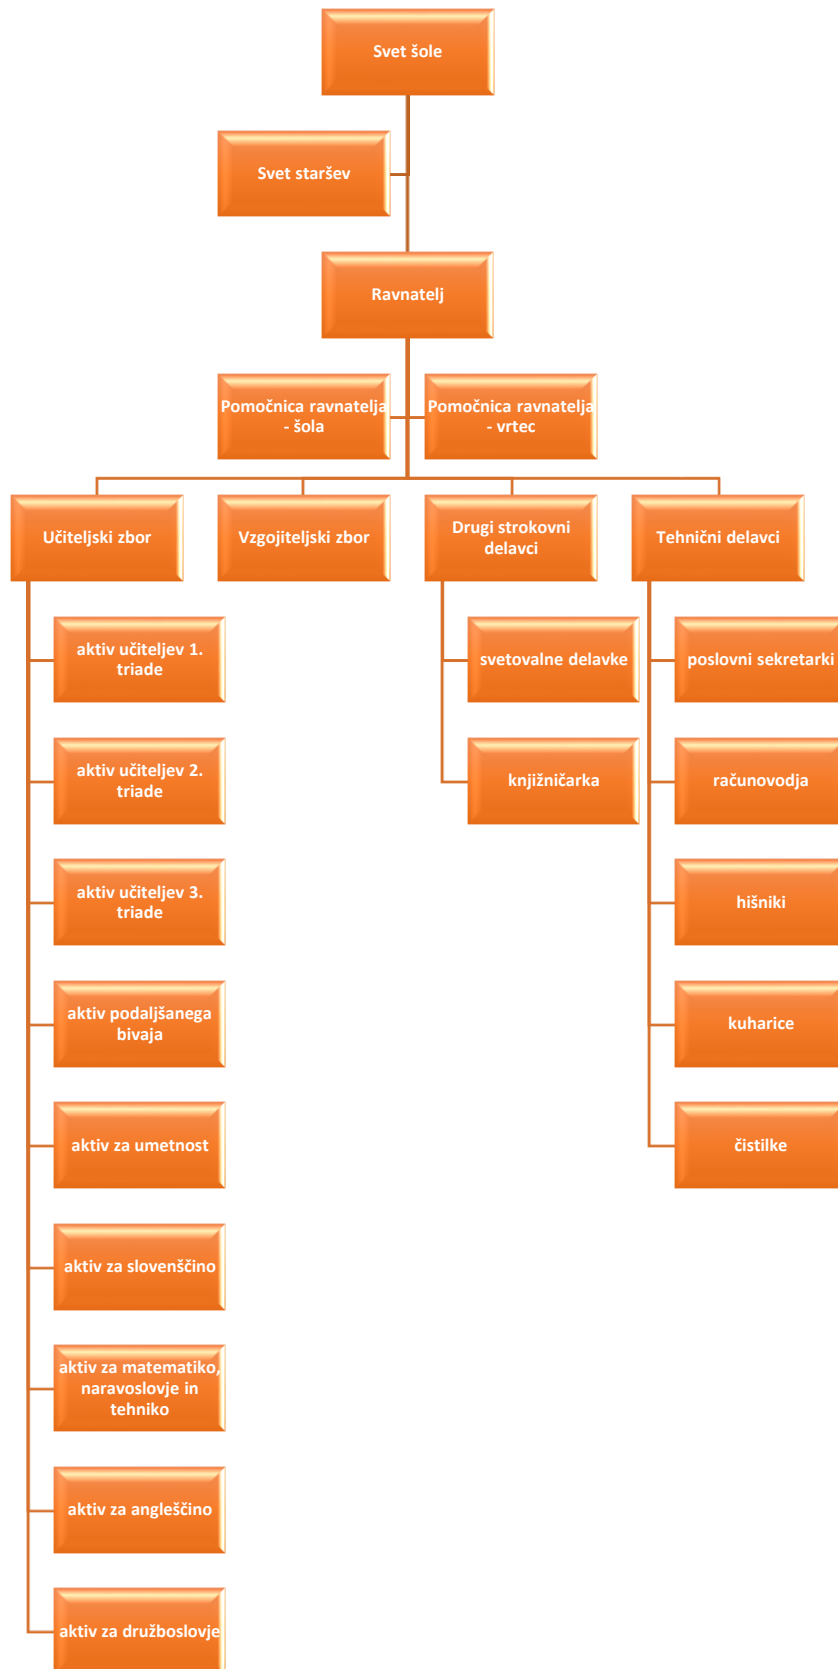 Svet šole
Svet staršev
Ravnatelj
Pomočnica ravnatelja
- šola
Pomočnica ravnatelja
- vrtec
Učiteljski zbor
Vzgojiteljski zbor
Drugi strokovni
delavci
Tehnični delavci
aktiv učiteljev 1.
triade
aktiv učiteljev 2.
triade
aktiv učiteljev 3.
triade
aktiv podaljšanega
bivaja
aktiv za umetnost
aktiv za slovenščino
aktiv za matematiko,
naravoslovje in
tehniko
aktiv za angleščino
aktiv za družboslovje
svetovalne delavke
knjižničarka
poslovni sekretarki
računovodja
hišniki
kuharice
čistilke